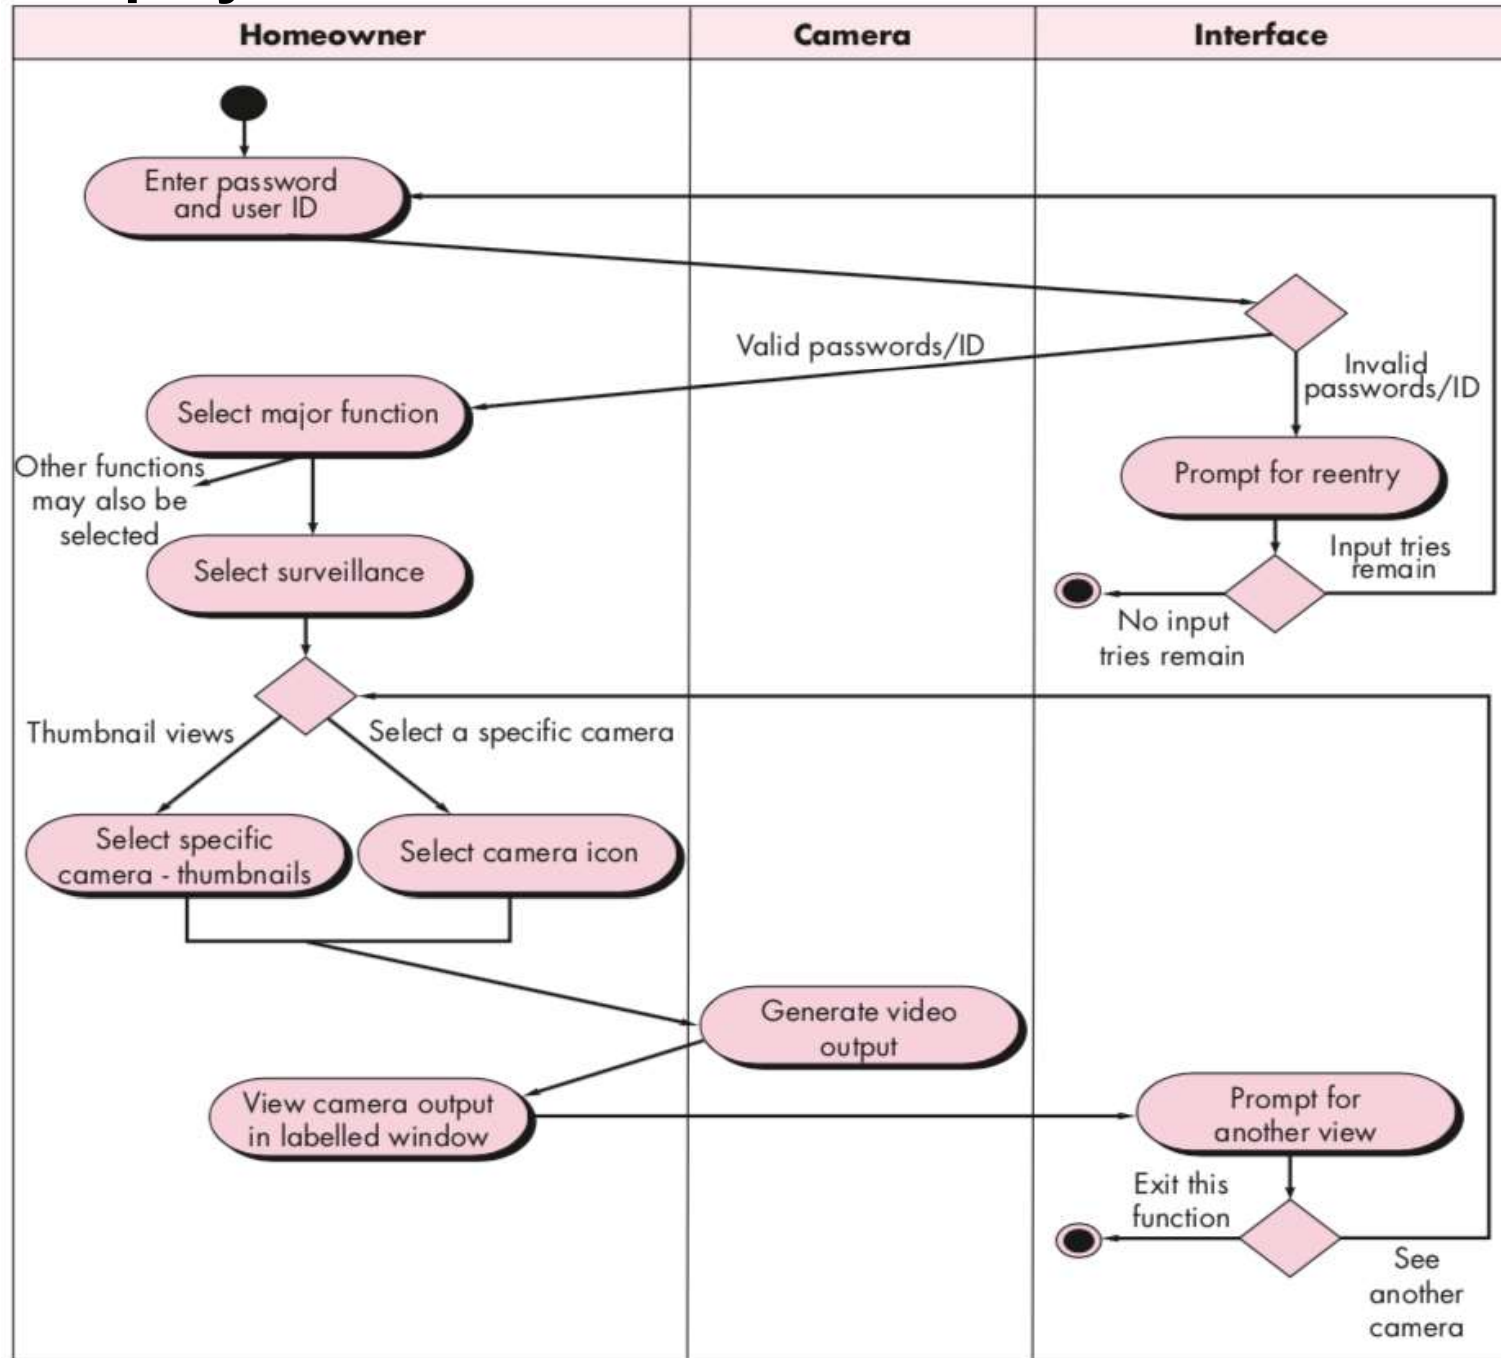 Homeowner
Camera
Interface
Enter password
and user ID
Valid passwords/ID
Invalid
passwords/ID
Select major function
Other functions
may also be
selected
Prompt for reentry
Input tries
remain
Select surveillance
No input
tries remain
Thumbnail views
Select a specific camera
Select specific
camera - thumbnails
Select camera icon
Generate video
output
View camera output
in labelled window
Prompt for
another view
Exit this
function
See
another
camera